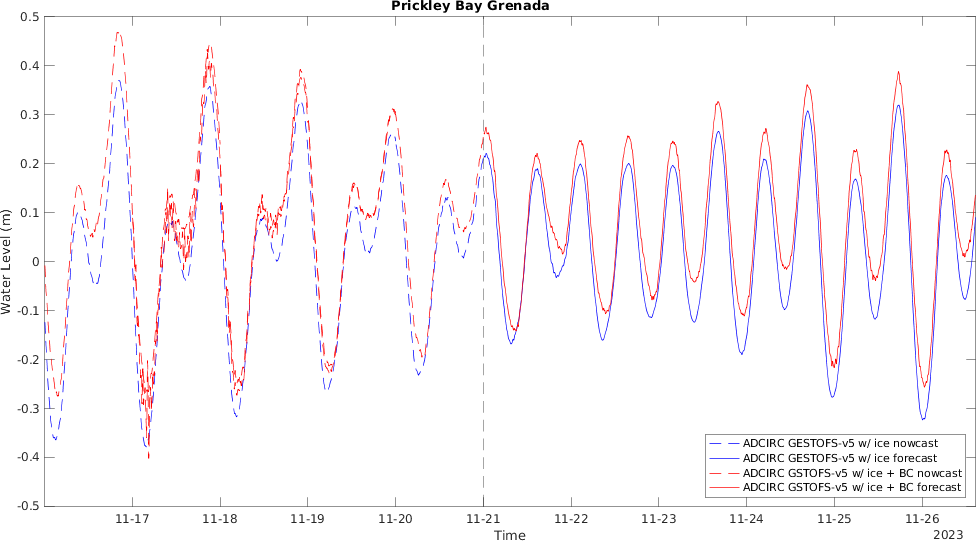 Prickley Bay Grenada
0.5
0.4
0.3
0.2
0.1
0
-0.1
-0.2
-0.3
-0.4
-0.5
Water Level (m)
ADCIRC GESTOFS-v5 w/ ice nowcast
ADCIRC GESTOFS-v5 w/ ice forecast
ADCIRC GSTOFS-v5 w/ ice + BC nowcast
ADCIRC GSTOFS-v5 w/ ice + BC forecast
11-17 11-18 11-19 11-20 11-21 11-22 11-23 11-24 11-25 11-26
Time
2023